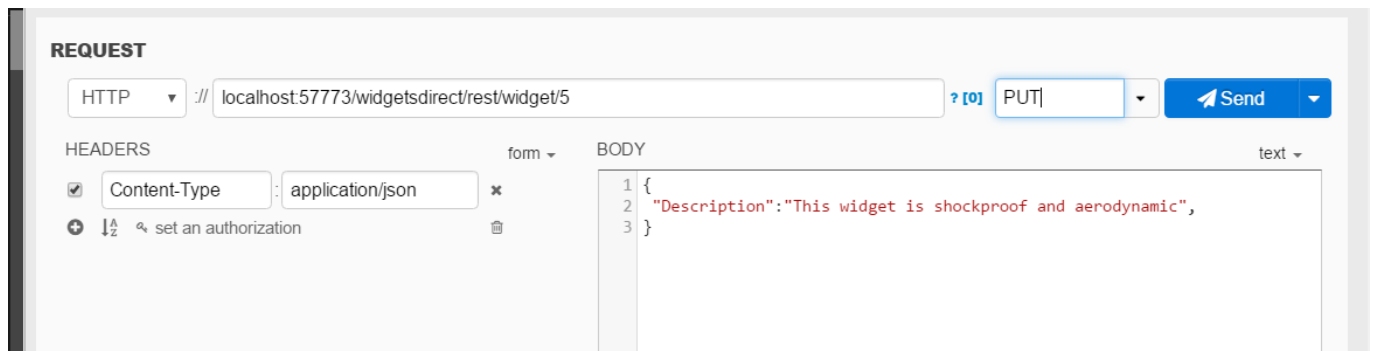 REQUEST
HTTP :// localhost:57773/widgetsdirect/rest/widget/5 ? [0] PUT Send
HEADERS form BODY text
Content-Type : application/json
set an authorization
1 {
2 "Description":"This widget is shockproof and aerodynamic",
3 }